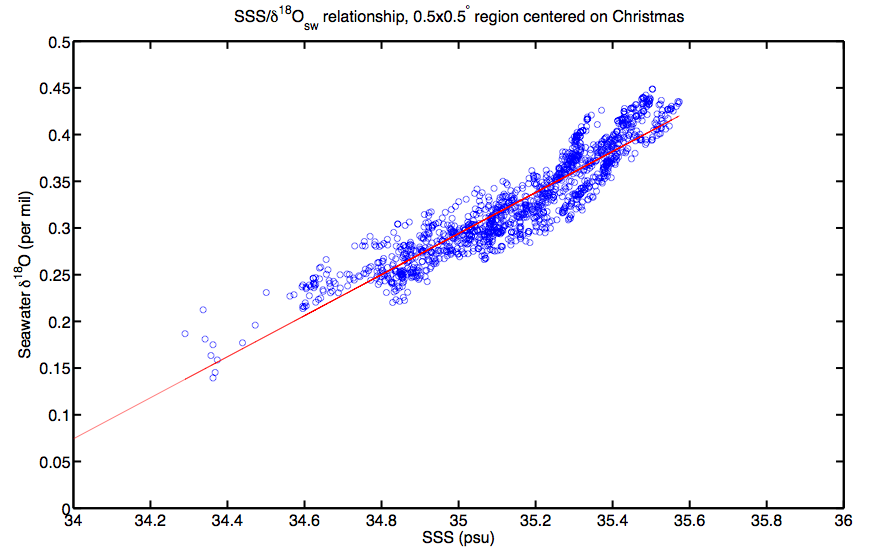 SSS/δ¹⁸O_sw relationship, 0.5x0.5° region centered on Christmas
0.5
0.45
0.4
0.35
0.3
0.25
0.2
0.15
0.1
0.05
0
Seawater δ¹⁸O (per mil)
34 34.2 34.4 34.6 34.8 35 35.2 35.4 35.6 35.8 36
SSS (psu)